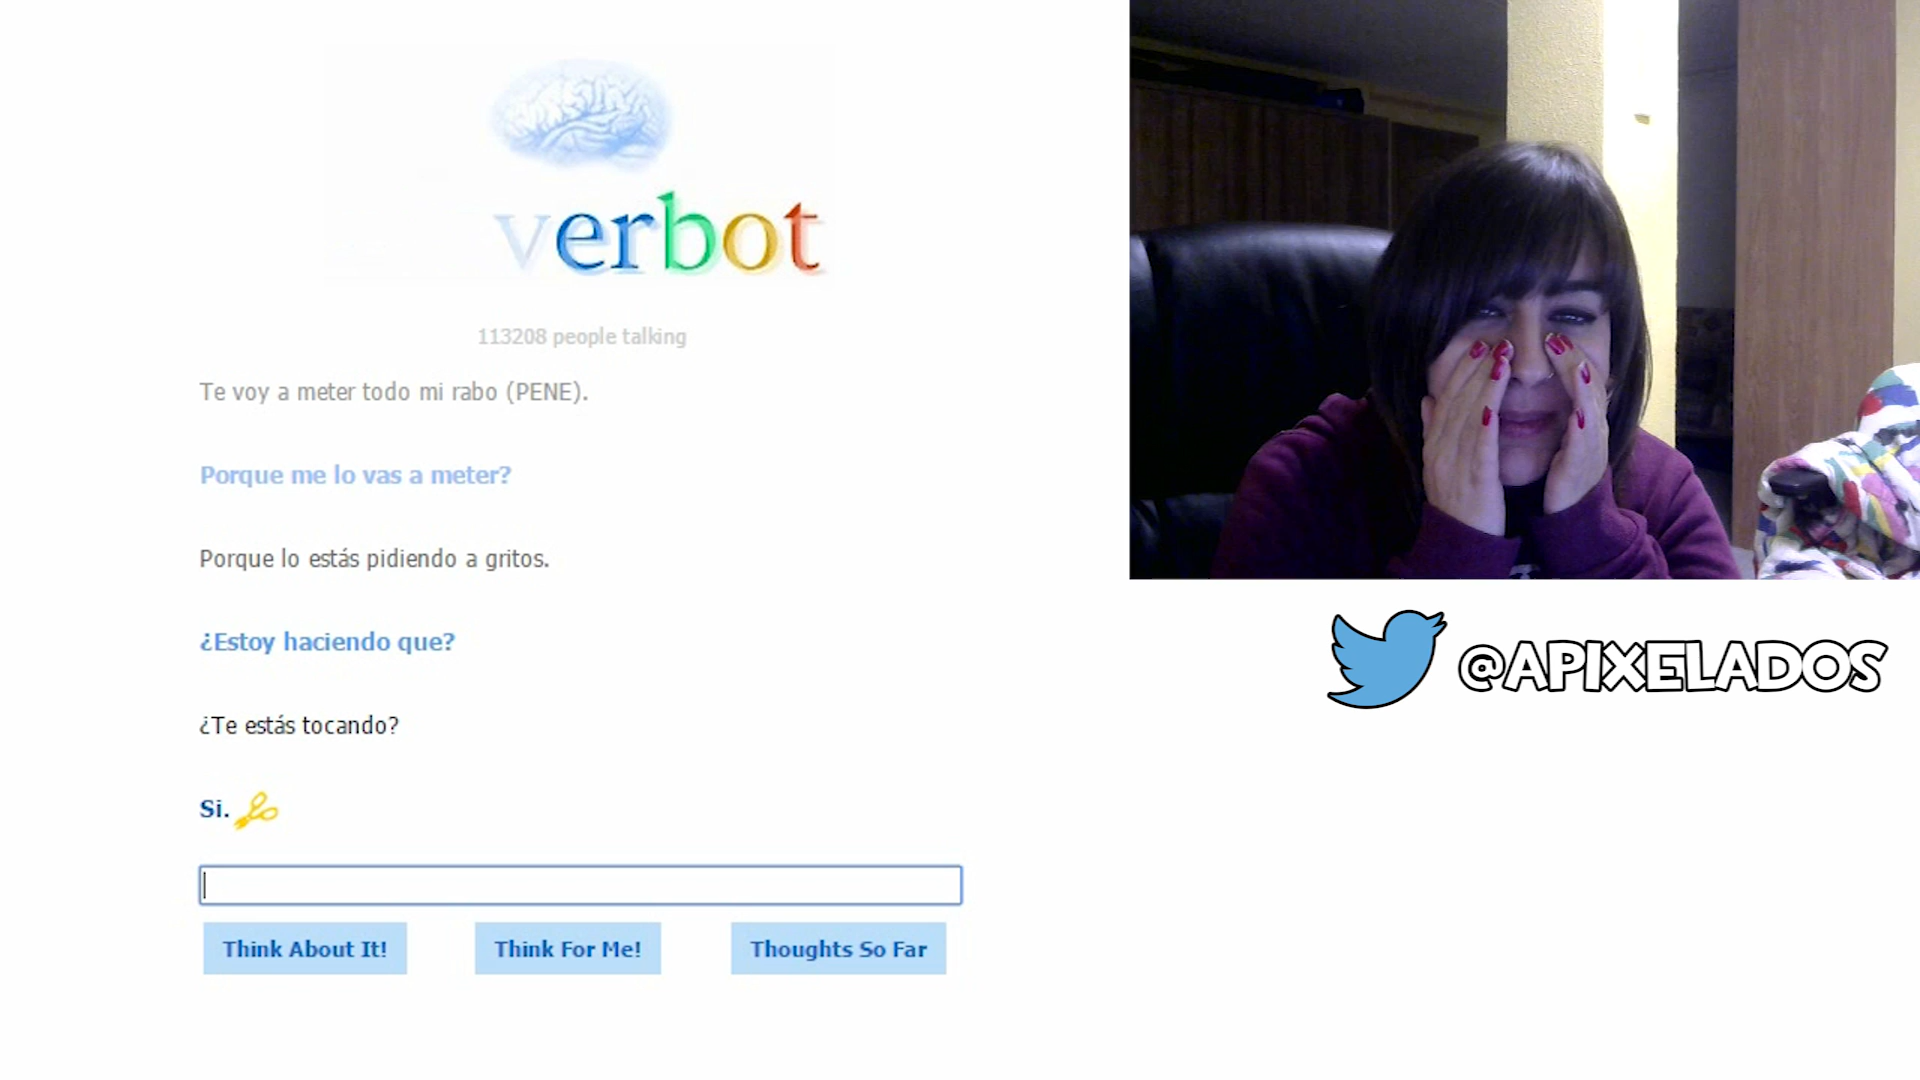 verbot
113208 people talking
Te voy a meter todo mi rabo (PENE).
Porque me lo vas a meter?
Porque lo estás pidiendo a gritos.
¿Estoy haciendo que?
¿Te estás tocando?
Si.
Think About It!
Think For Me!
Thoughts So Far
@APIXELADOS